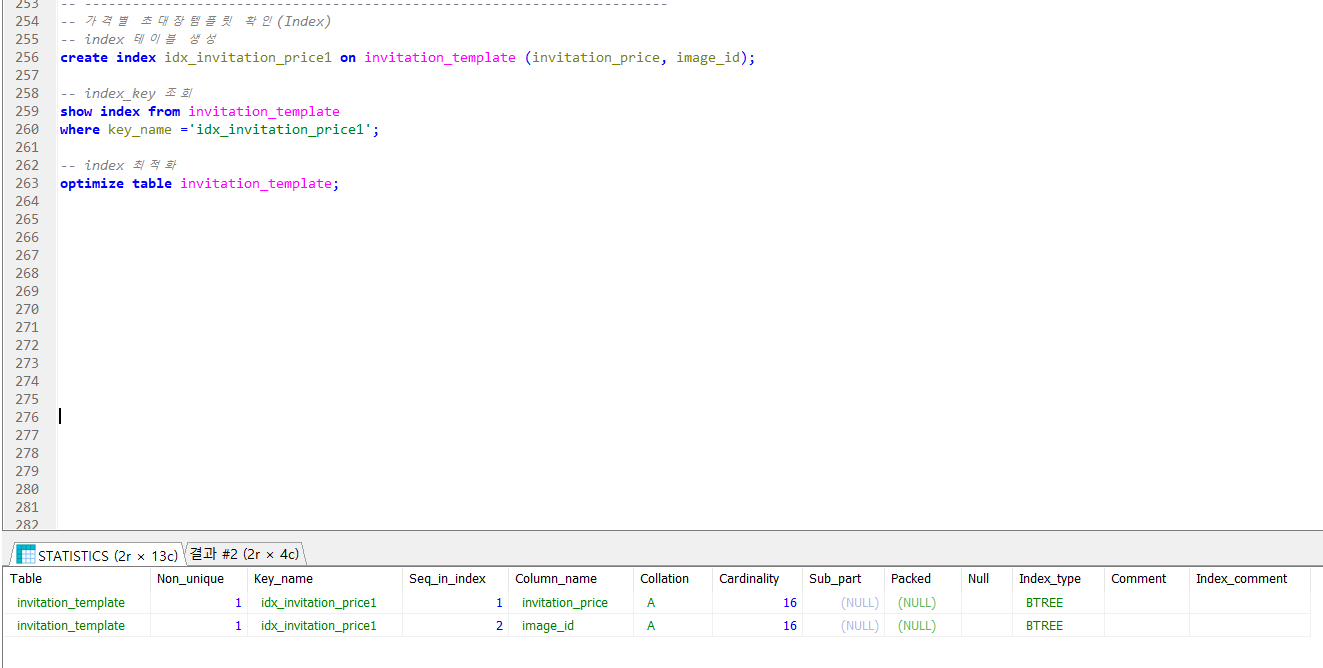 253 -- ------------------------------------------------------------------------
254 -- 가격별 초대장템플릿 확인(Index)
255 -- index 테이블 생성
256 create index idx_invitation_price1 on invitation_template (invitation_price, image_id);
257
258 -- index_key 조회
259 show index from invitation_template
260 where key_name ='idx_invitation_price1';
261
262 -- index 최적화
263 optimize table invitation_template;
264
265
266
267
268
269
270
271
272
273
274
275
276
277
278
279
280
281
282
STATISTICS (2r × 13c) 결과 #2 (2r × 4c)
Table Non_unique Key_name Seq_in_index Column_name Collation Cardinality Sub_part Packed Null Index_type Comment Index_comment
invitation_template 1 idx_invitation_price1 1 invitation_price A 16 (NULL) (NULL) BTREE
invitation_template 1 idx_invitation_price1 2 image_id A 16 (NULL) (NULL) BTREE